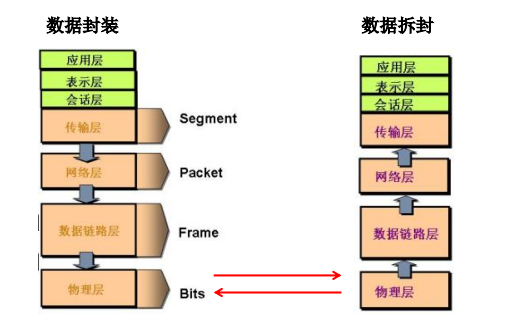 数据封装
数据拆封
应用层
表示层
会话层
传输层
Segment
网络层
Packet
数据链路层
Frame
物理层
Bits
应用层
表示层
会话层
传输层
网络层
数据链路层
物理层